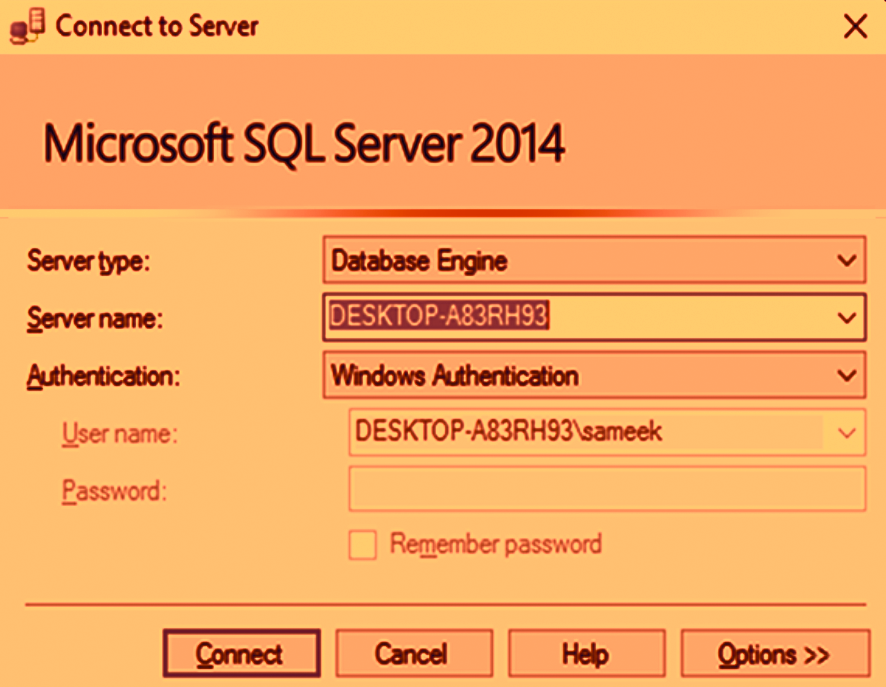 Connect to Server
Microsoft SQL Server 2014
Server type: Database Engine
Server name: DESKTOP-A83RH93
Authentication: Windows Authentication
User name: DESKTOP-A83RH93\sameek
Password:
Remember password
Connect Cancel Help Options >>